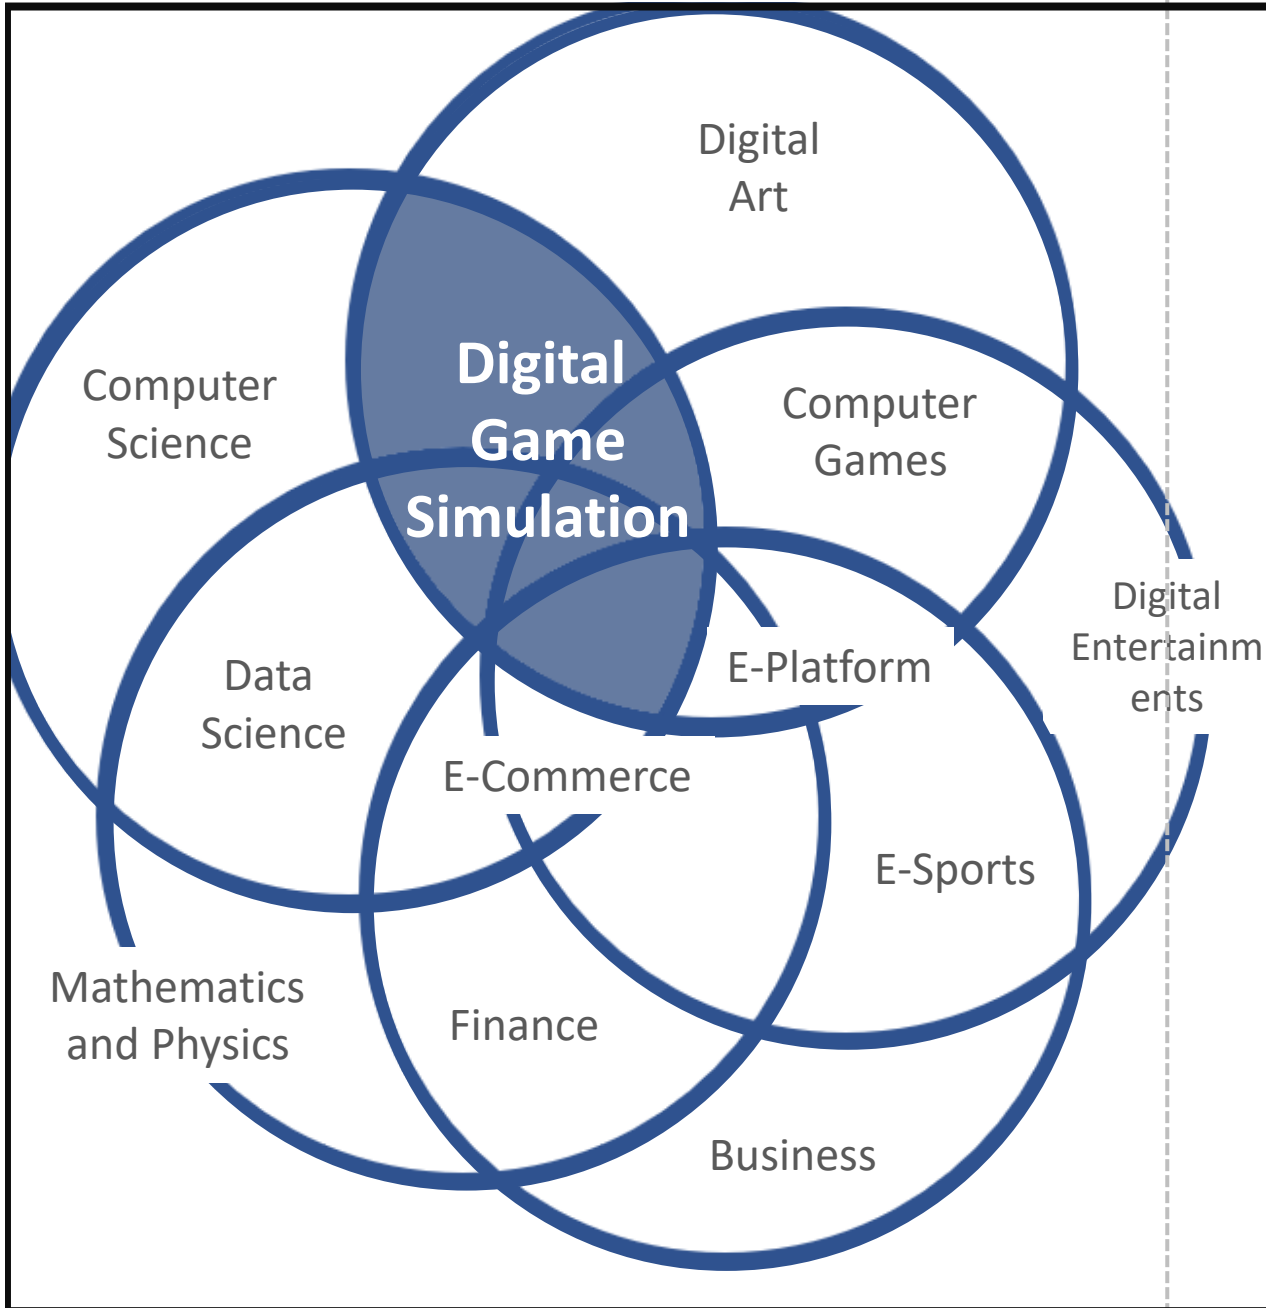 Digital
Art
Computer
Science
Digital
Game
Simulation
Computer
Games
Digital
Entertainm
ents
Data
Science
E-Platform
E-Commerce
E-Sports
Mathematics
and Physics
Finance
Business